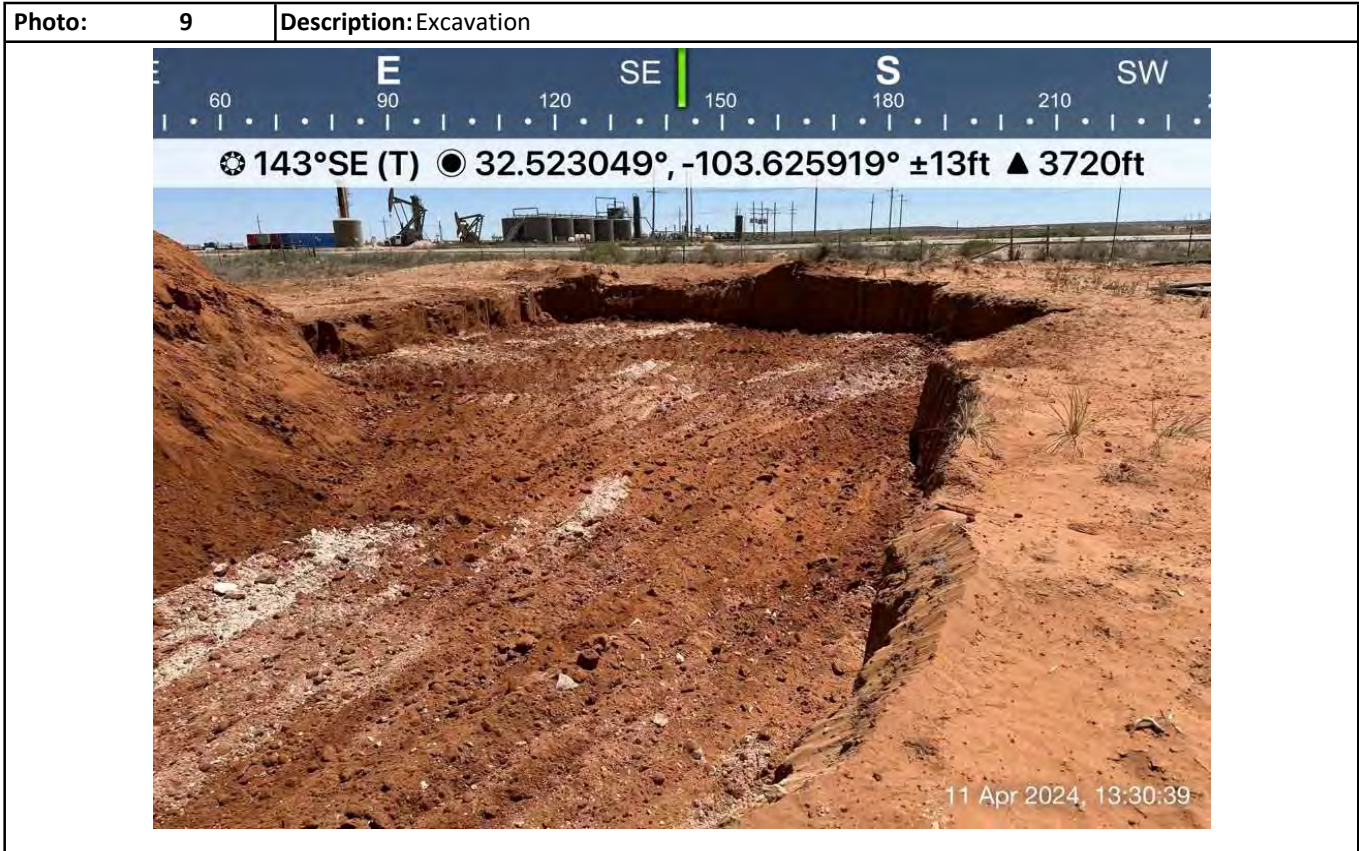 Photo: 9 Description: Excavation
E SE S SW
60 90 120 150 180 210
143°SE (T) 32.523049°, -103.625919° ±13ft ▲ 3720ft
11 Apr 2024, 13:30:39